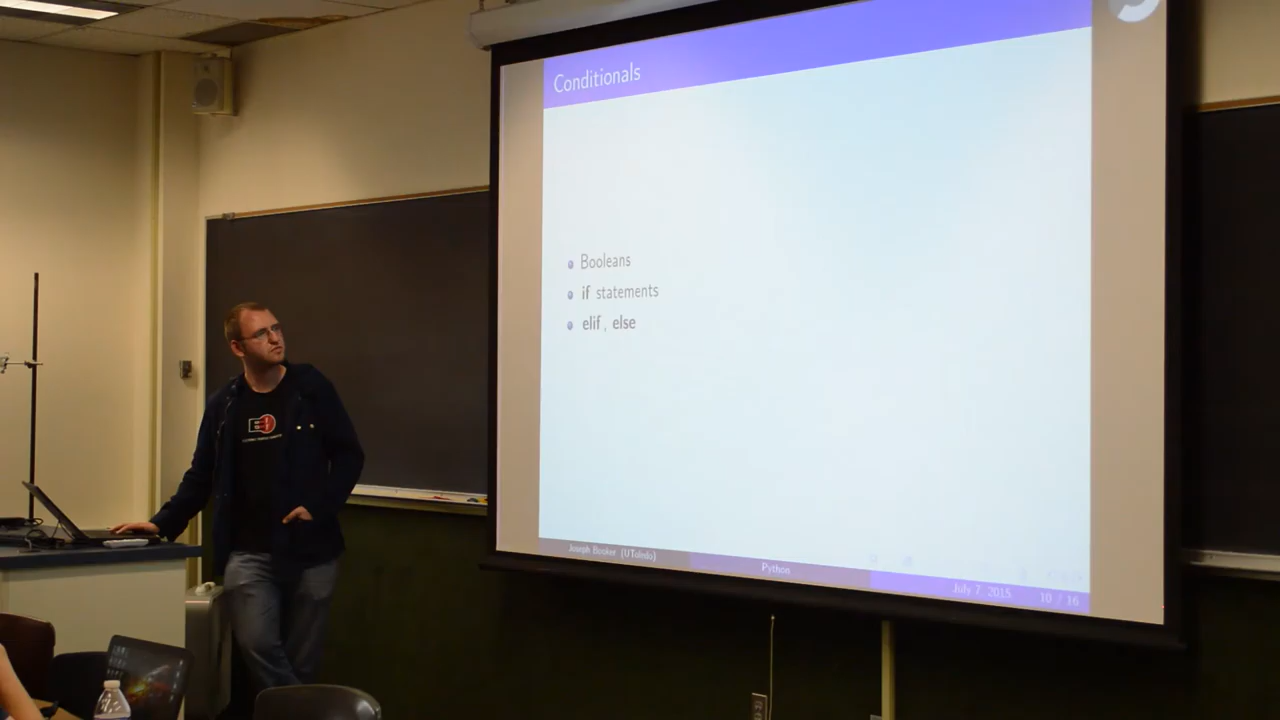 Conditionals
Booleans
if statements
elif, else
Joseph Booker (UToledo)
Python
July 7, 2015
10 / 16